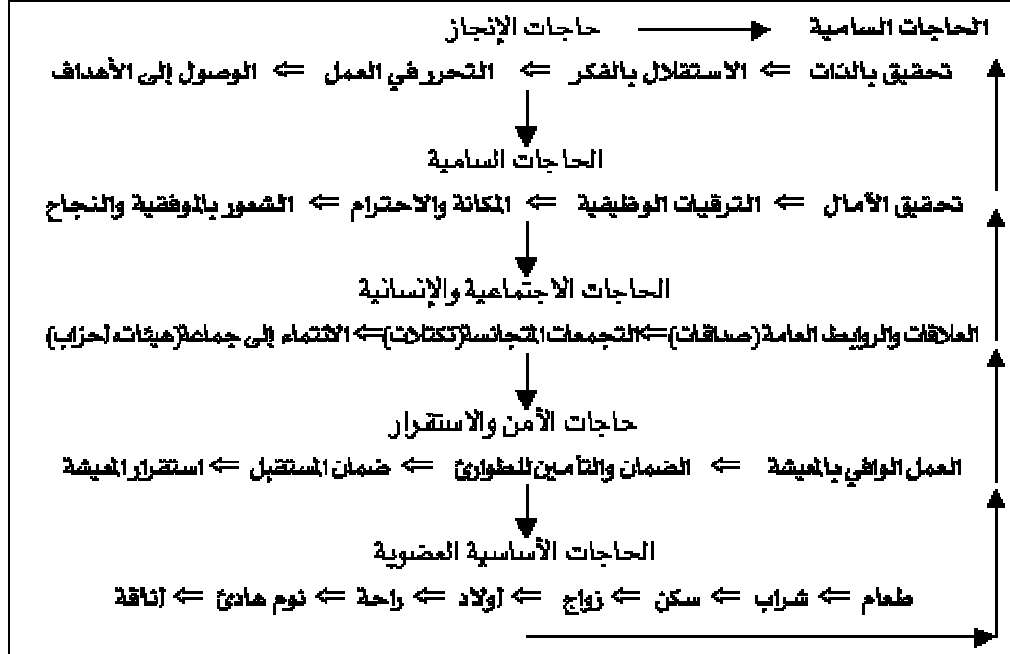 الحاجات السامية ⟶ حاجات الإنجاز
تحقيق بالذات ⇐ الاستقلال بالفكر ⇐ التحرر في العمل ⇐ الوصول إلى الأهداف
الحاجات السامية
تحقيق الآمال ⇐ الترقيات الوظيفية ⇐ المكانة والاحترام ⇐ الشعور بالموفقية والنجاح
الحاجات الاجتماعية والإنسانية
العلاقات والروابط العامة (صداقات)⇐التجمعات المتجانسة(تكتلات)⇐الانتماء إلى جماعة(هيئات، أحزاب)
حاجات الأمن والاستقرار
العمل الوافي بالمعيشة ⇐ الضمان والتأمين للطوارئ ⇐ ضمان المستقبل ⇐ استقرار المعيشة
الحاجات الأساسية العضوية
طعام ⇐ شراب ⇐ سكن ⇐ زواج ⇐ أولاد ⇐ راحة ⇐ نوم هادئ ⇐ أناقة